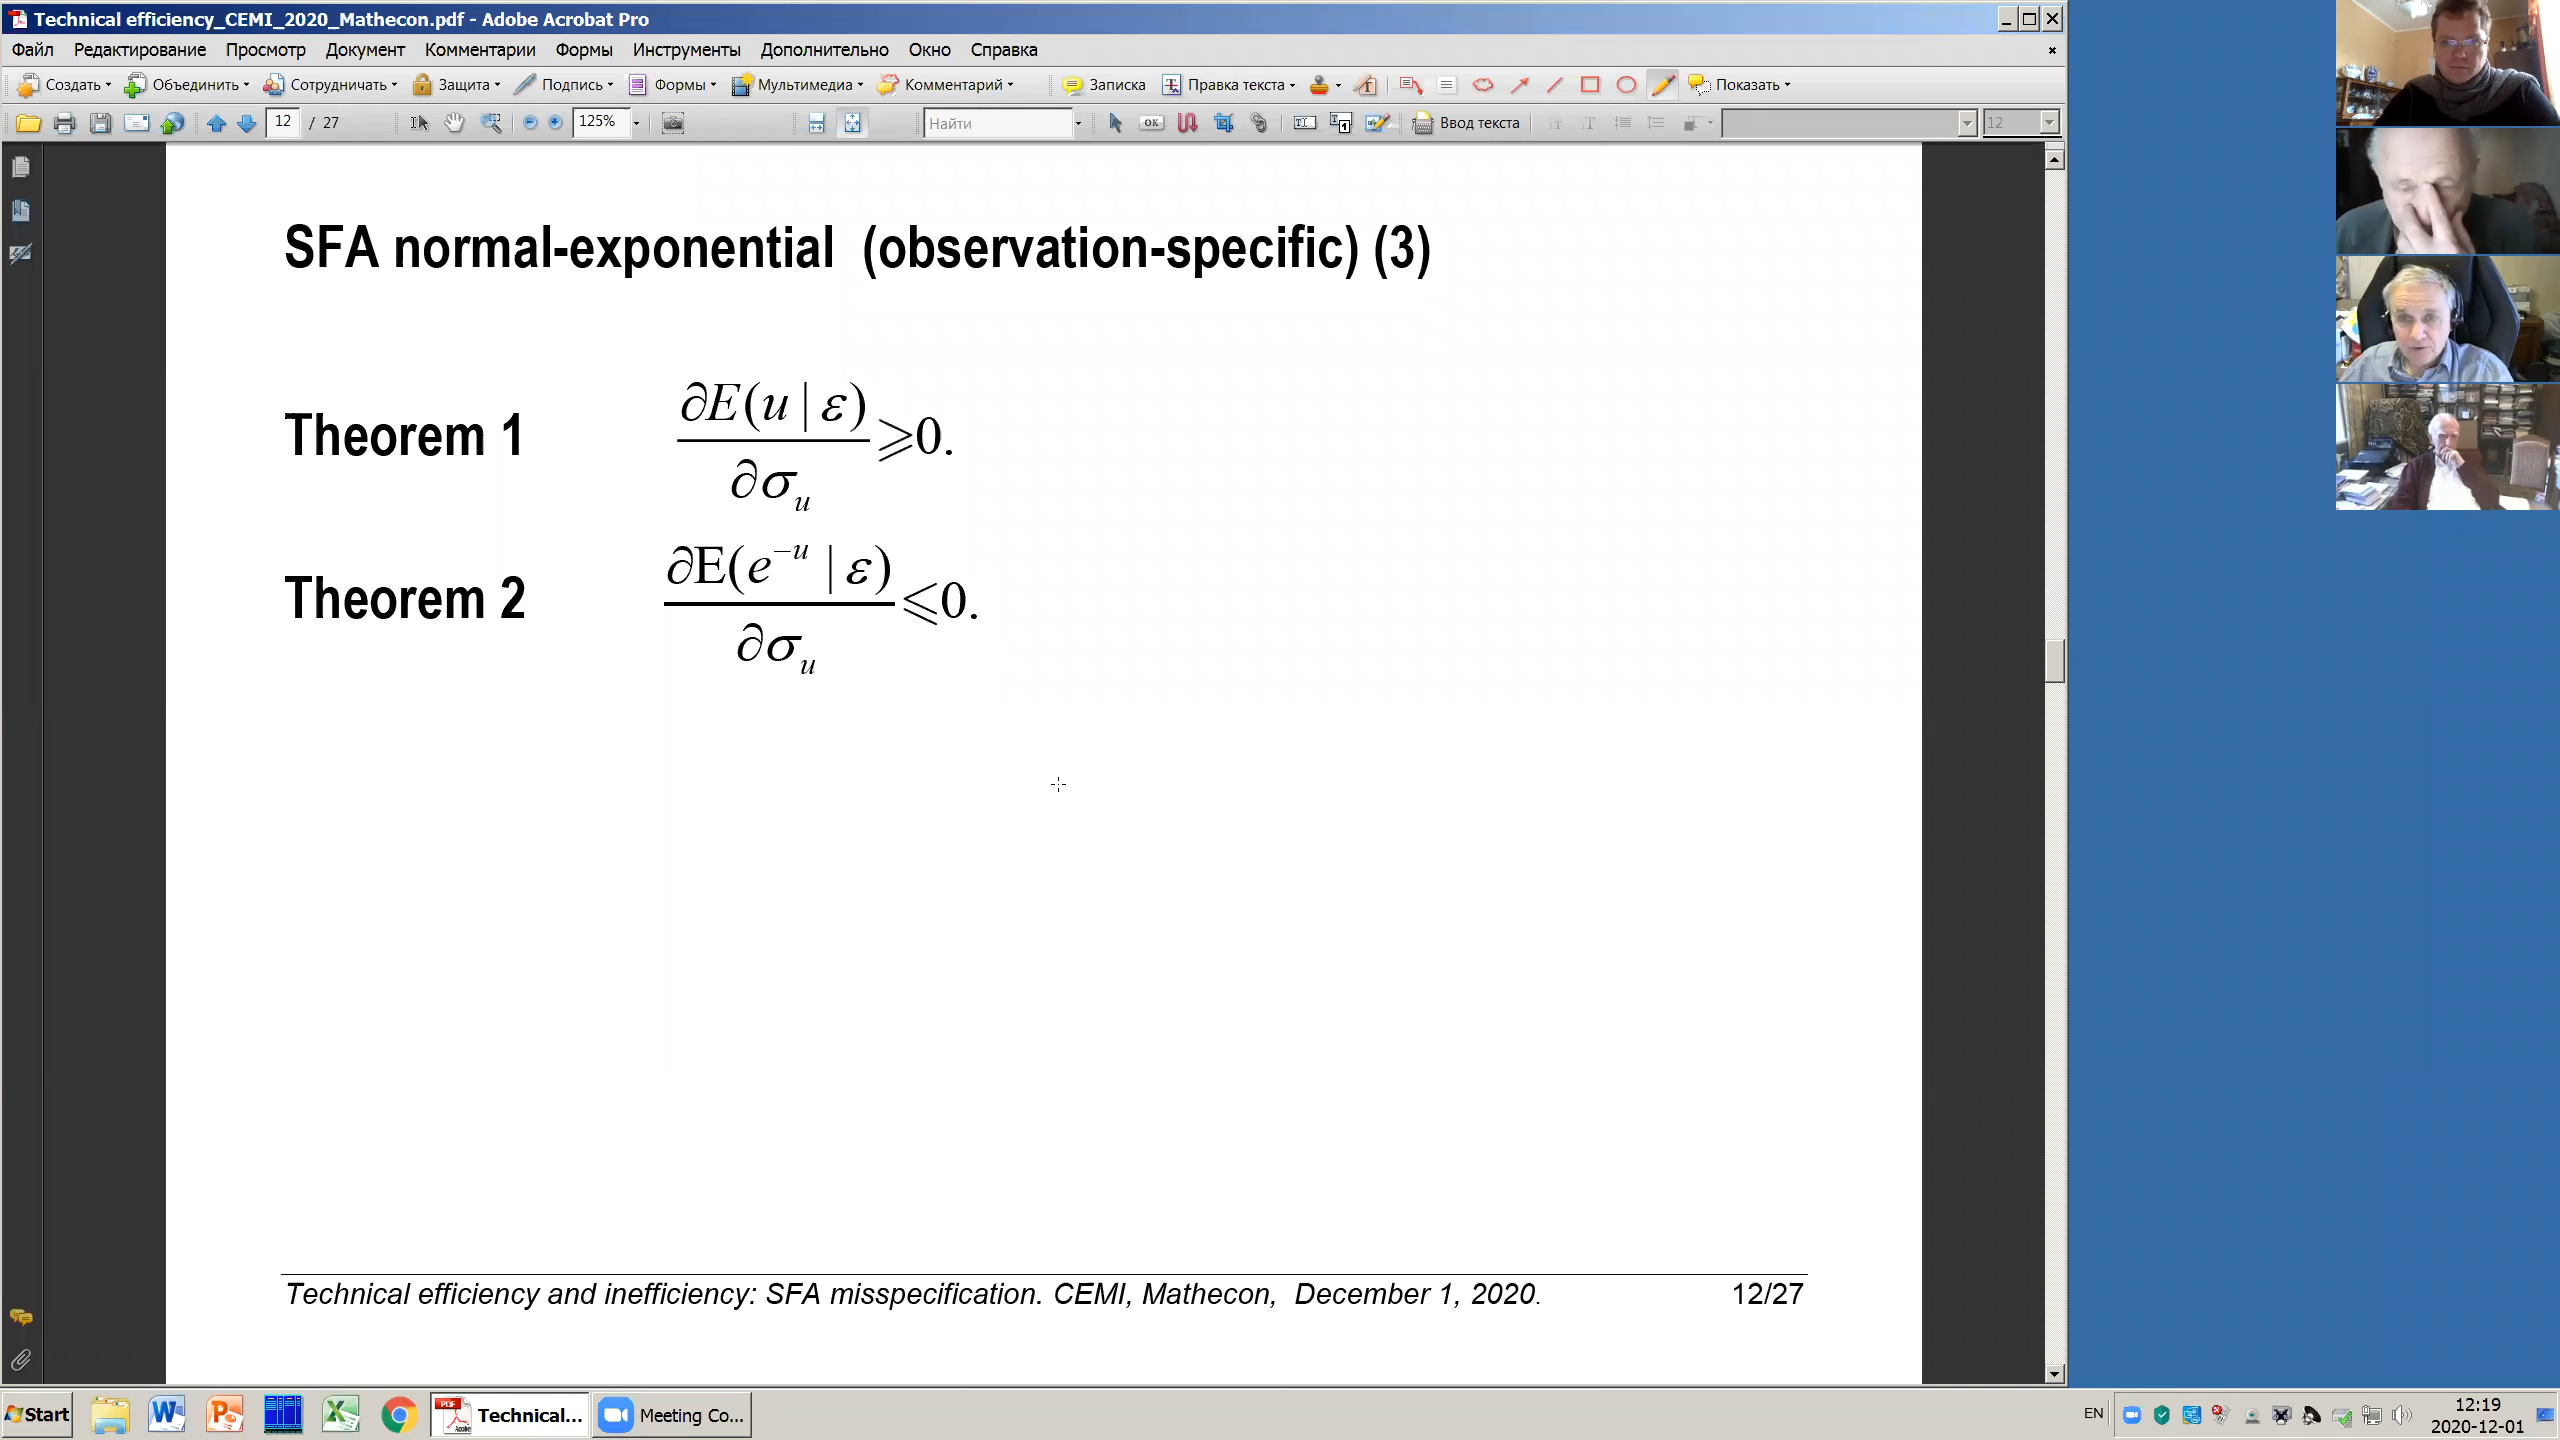 Technical efficiency_CEMI_2020_Mathecon.pdf - Adobe Acrobat Pro
Файл Редактирование Просмотр Документ Комментарии Формы Инструменты Дополнительно Окно Справка
Создать Объединить Сотрудничать Защита Подпись Формы Мультимедиа Комментарий Записка Правка текста Показать
12 / 27 125% Найти OK Ввод текста 12
SFA normal-exponential (observation-specific) (3)
Theorem 1 ∂E(u | ε) / ∂σ_u ⩾ 0.
Theorem 2 ∂E(e^{−u} | ε) / ∂σ_u ⩽ 0.
Technical efficiency and inefficiency: SFA misspecification. CEMI, Mathecon, December 1, 2020. 12/27
Start Technical... Meeting Co... EN 12:19
2020-12-01